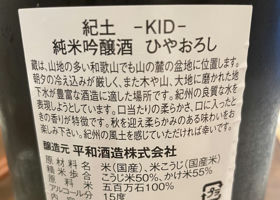 紀土 -KID-
純米吟醸酒 ひやおろし
蔵は、山地の多い和歌山でも山の麓の盆地に位置します。
朝夕の冷え込みが厳しく、また木や山、大地に磨かれた地
下水が豊富な酒造に適した場所です。紀州の良質な水を
表現しようとしています。口当たりの柔らかさ、口に入ったと
きの香りが特徴です。秋を迎え柔らかみのある味わいをお
楽しみ下さい。紀州の風土を感じていただければ幸せです。
醸造元 平和酒造株式会社
原材料名 米(国産)、米こうじ(国産米)
精米歩合 こうじ米50%、かけ米55%
原料米 五百万石100%
アルコール分 15度